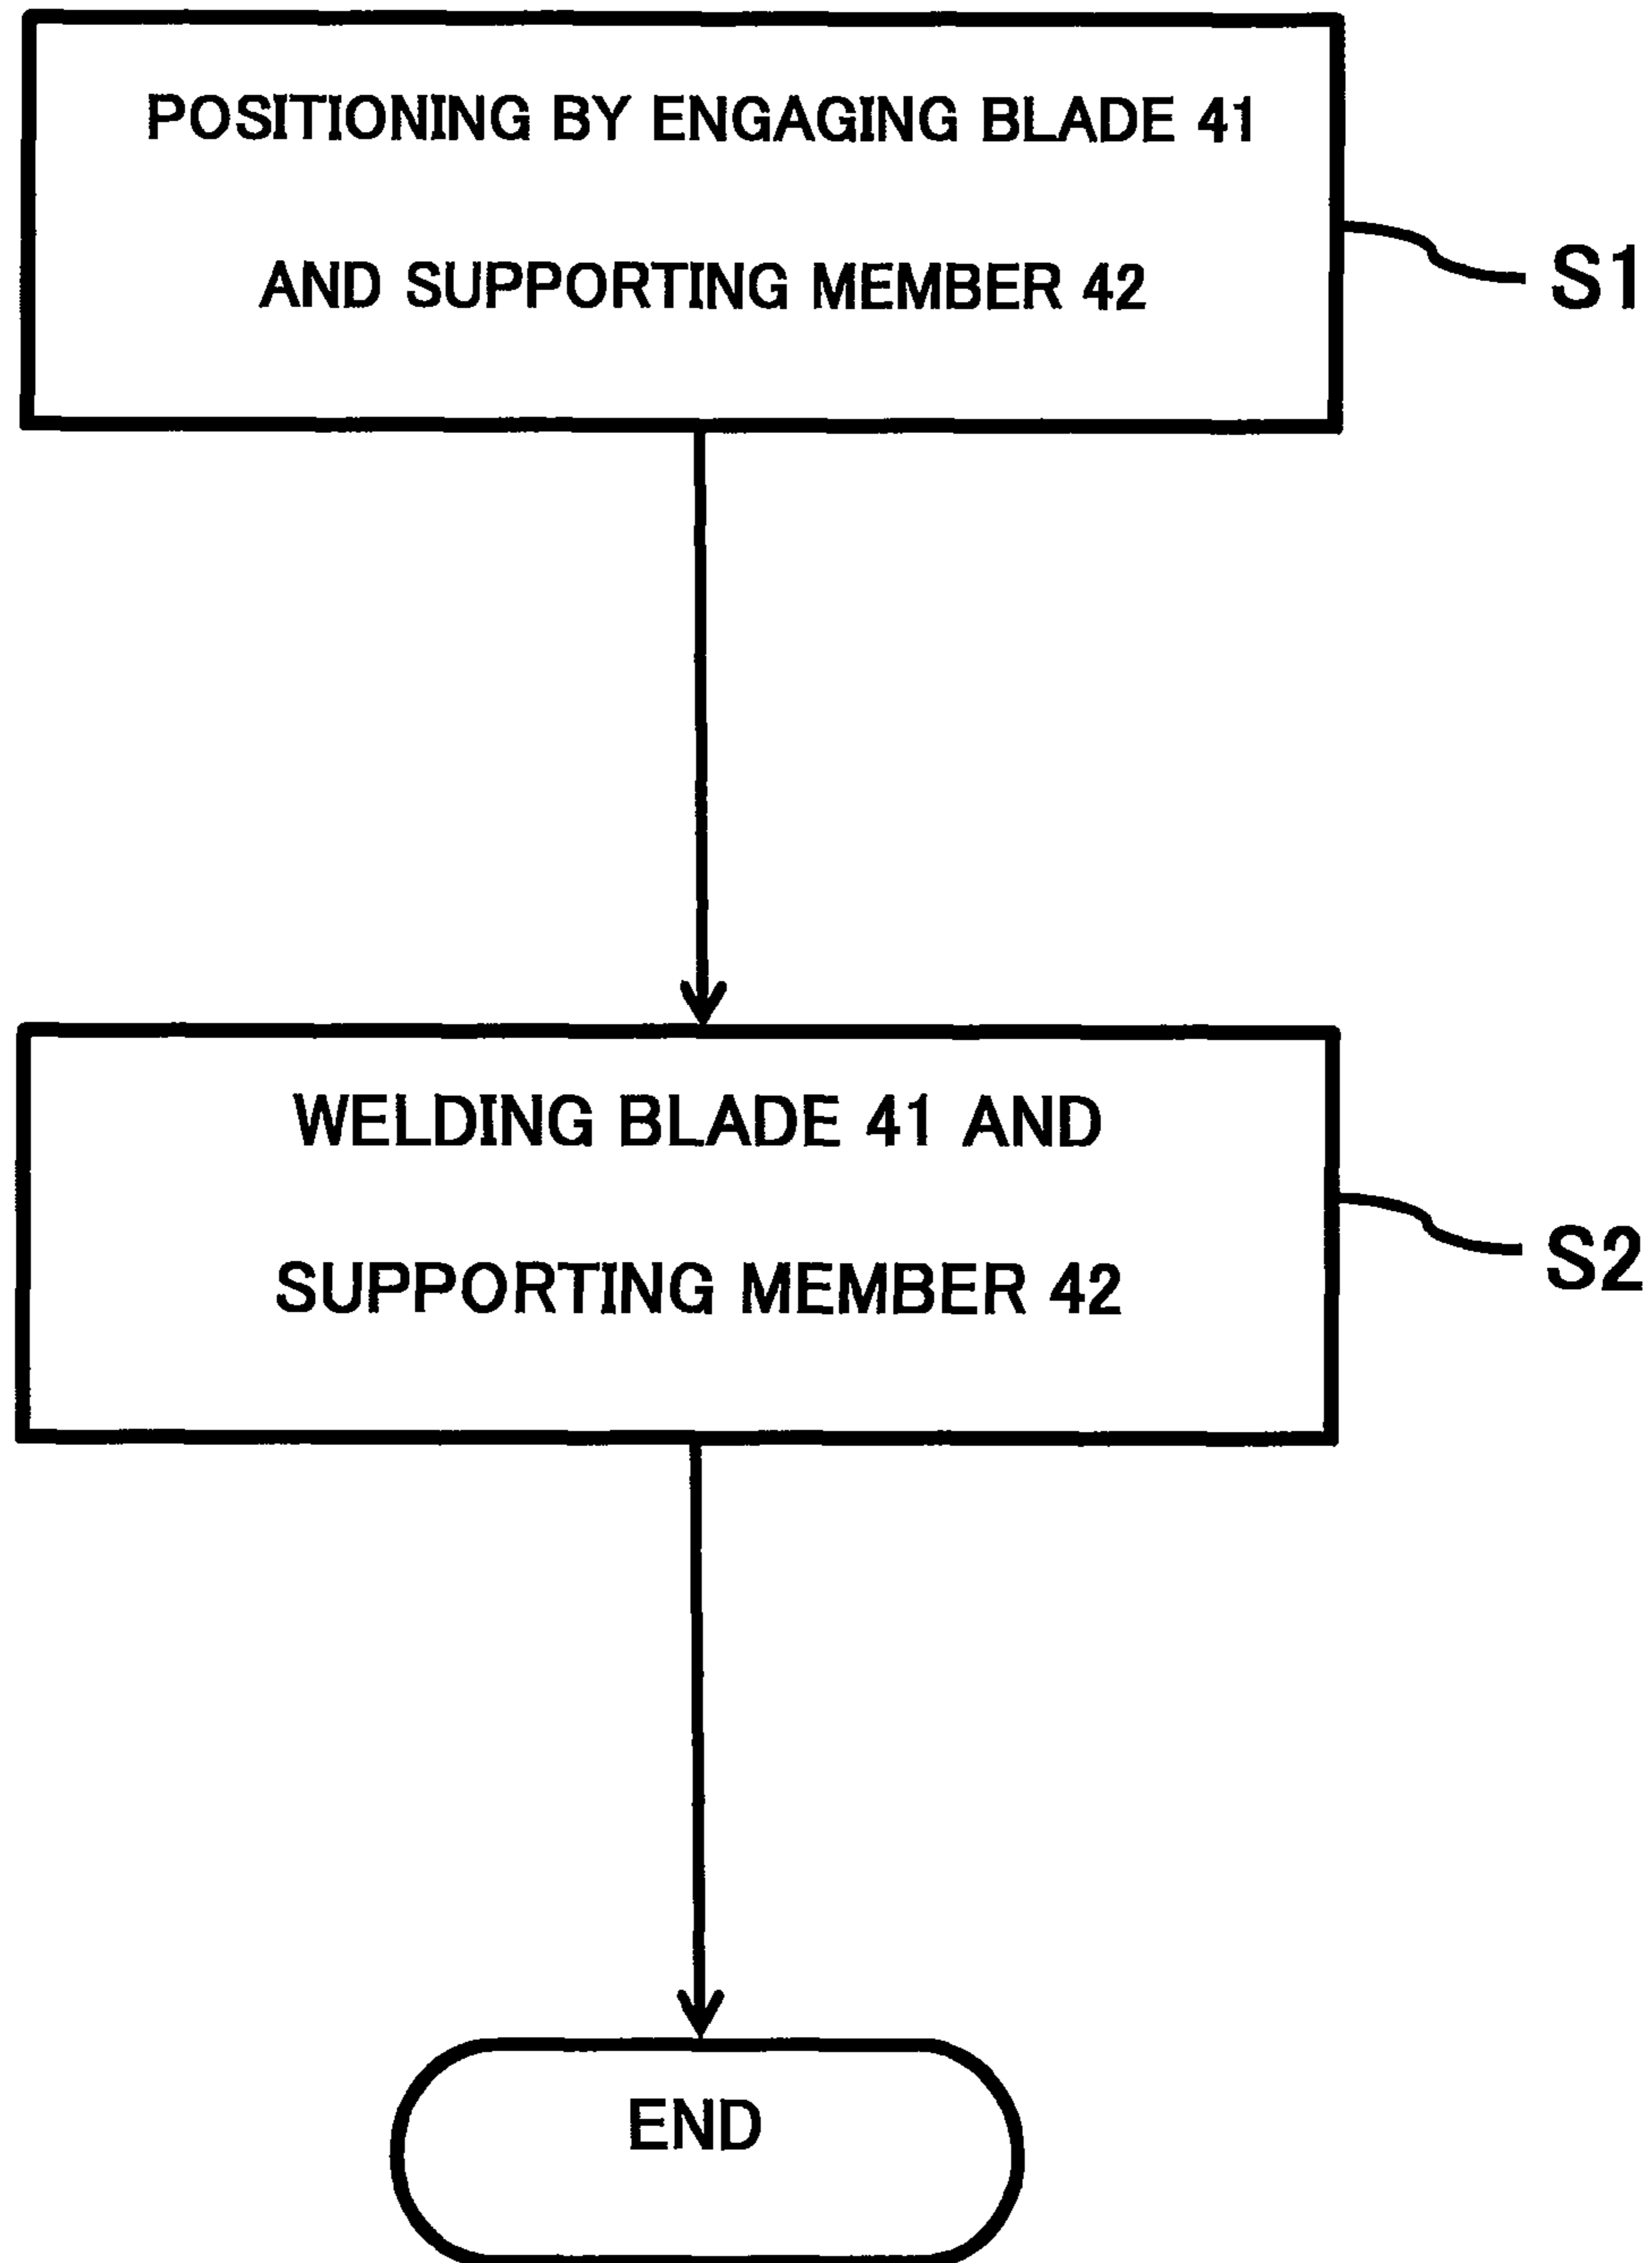 POSITIONING BY ENGAGING BLADE 41
AND SUPPORTING MEMBER 42
S1
WELDING BLADE 41 AND
SUPPORTING MEMBER 42
S2
END